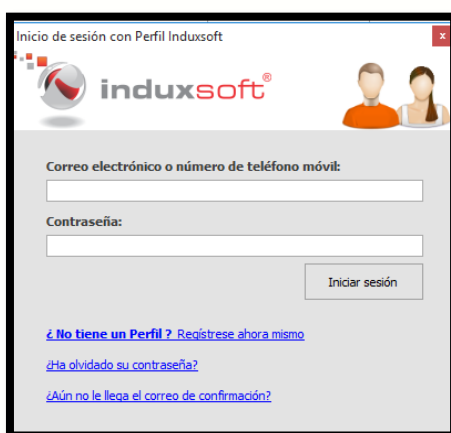 Inicio de sesión con Perfil Induxsoft
x
induxsoft®
Correo electrónico o número de teléfono móvil:
Contraseña:
Iniciar sesión
¿ No tiene un Perfil ? Regístrese ahora mismo
¿Ha olvidado su contraseña?
¿Aún no le llega el correo de confirmación?